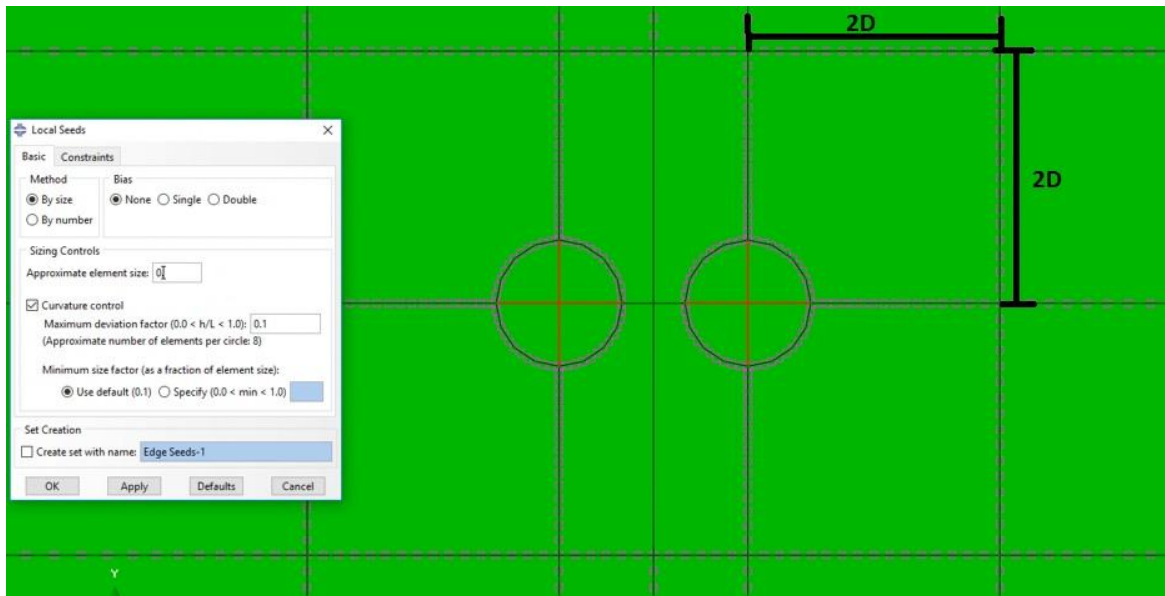 2D
2D
Local Seeds
Basic Constraints
Method
Bias
By size
None Single Double
By number
Sizing Controls
Approximate element size: 0
Curvature control
Maximum deviation factor (0.0 < h/L < 1.0): 0.1
(Approximate number of elements per circle: 8)
Minimum size factor (as a fraction of element size):
Use default (0.1) Specify (0.0 < min < 1.0)
Set Creation
Create set with name: Edge Seeds-1
OK Apply Defaults Cancel
Y